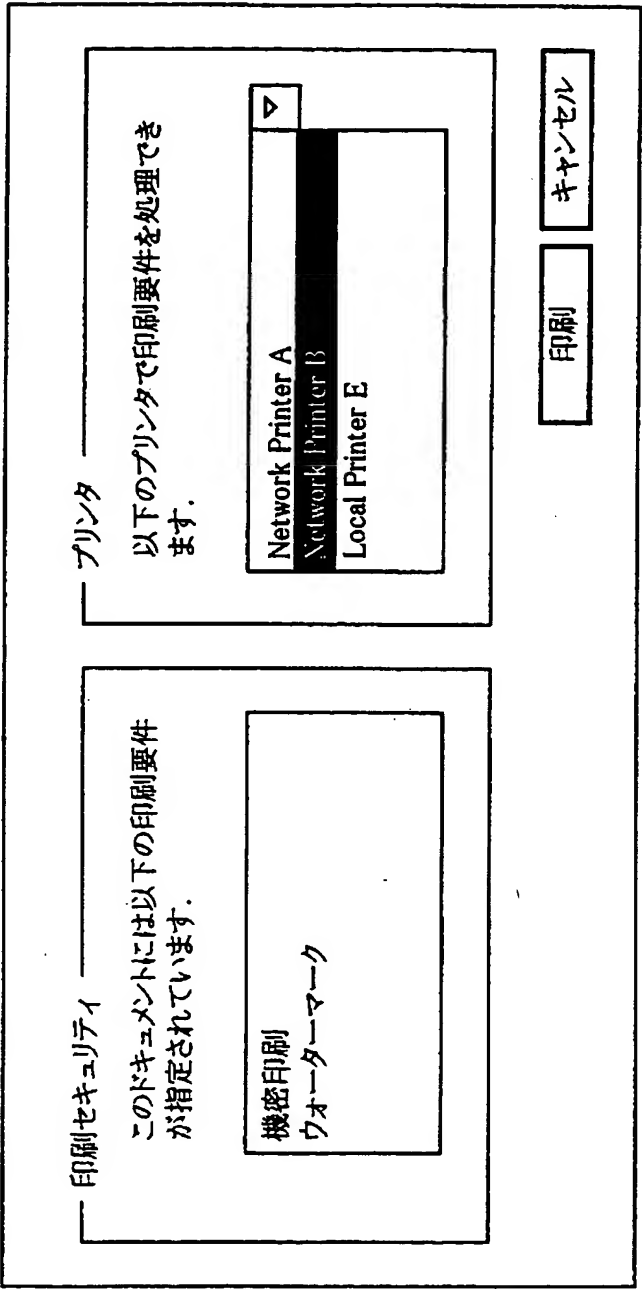 印刷セキュリティ
このドキュメントには以下の印刷要件
が指定されています.
機密印刷
ウォーターマーク
プリンタ
以下のプリンタで印刷要件を処理でき
ます.
Network Printer A
Network Printer B
Local Printer E
印刷
キャンセル